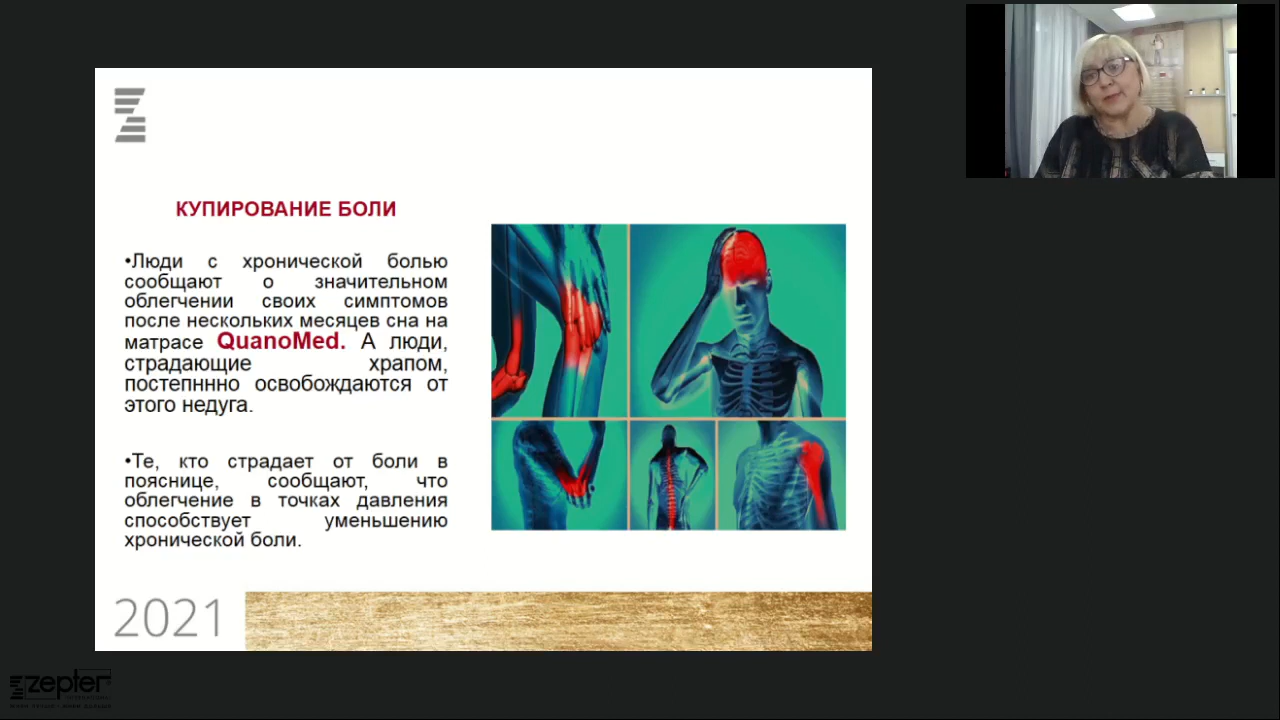 КУПИРОВАНИЕ БОЛИ
•Люди с хронической болью
сообщают о значительном
облегчении своих симптомов
после нескольких месяцев сна на
матрасе QuanoMed. А люди,
страдающие храпом,
постепннно освобождаются от
этого недуга.
•Те, кто страдает от боли в
пояснице, сообщают, что
облегчение в точках давления
способствует уменьшению
хронической боли.
2021
zepter